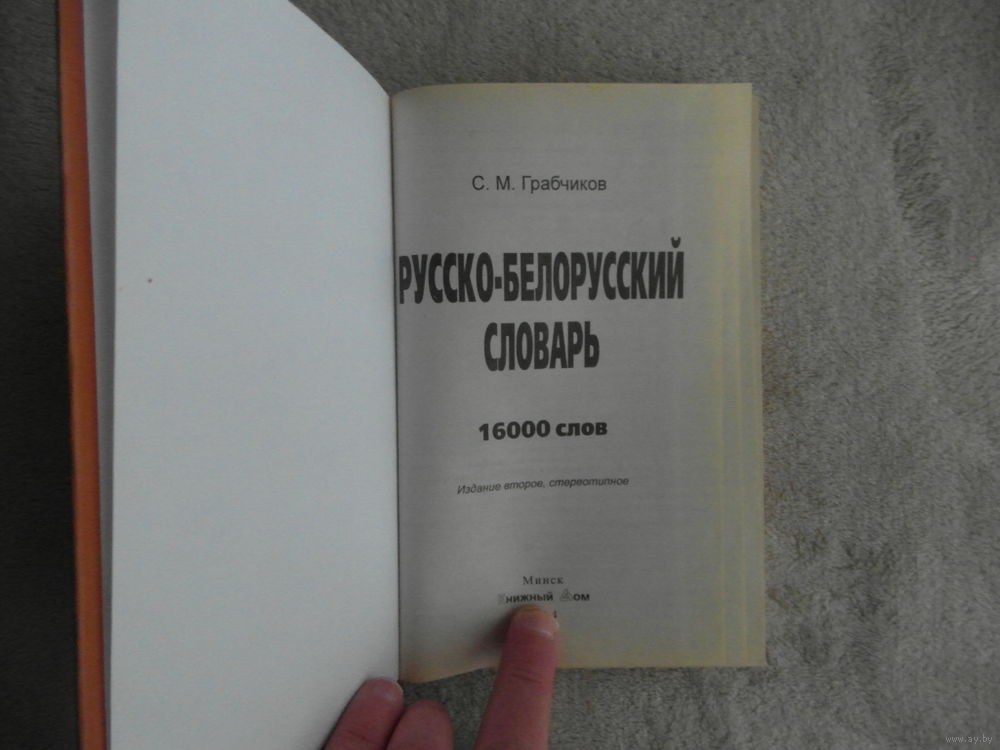 С. М. Грабчиков
РУССКО-БЕЛОРУССКИЙ
СЛОВАРЬ
16000 слов
Издание второе, стереотипное
Минск
Книжный Дом
www.ay.by